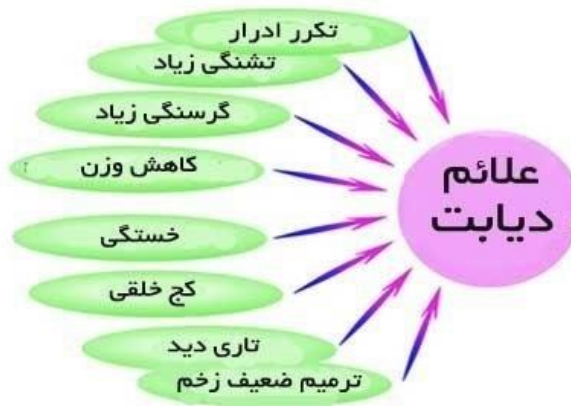 علائم
دیابت
تکرر ادرار
تشنگی زیاد
گرسنگی زیاد
کاهش وزن
خستگی
کج خلقی
تاری دید
ترمیم ضعیف زخم